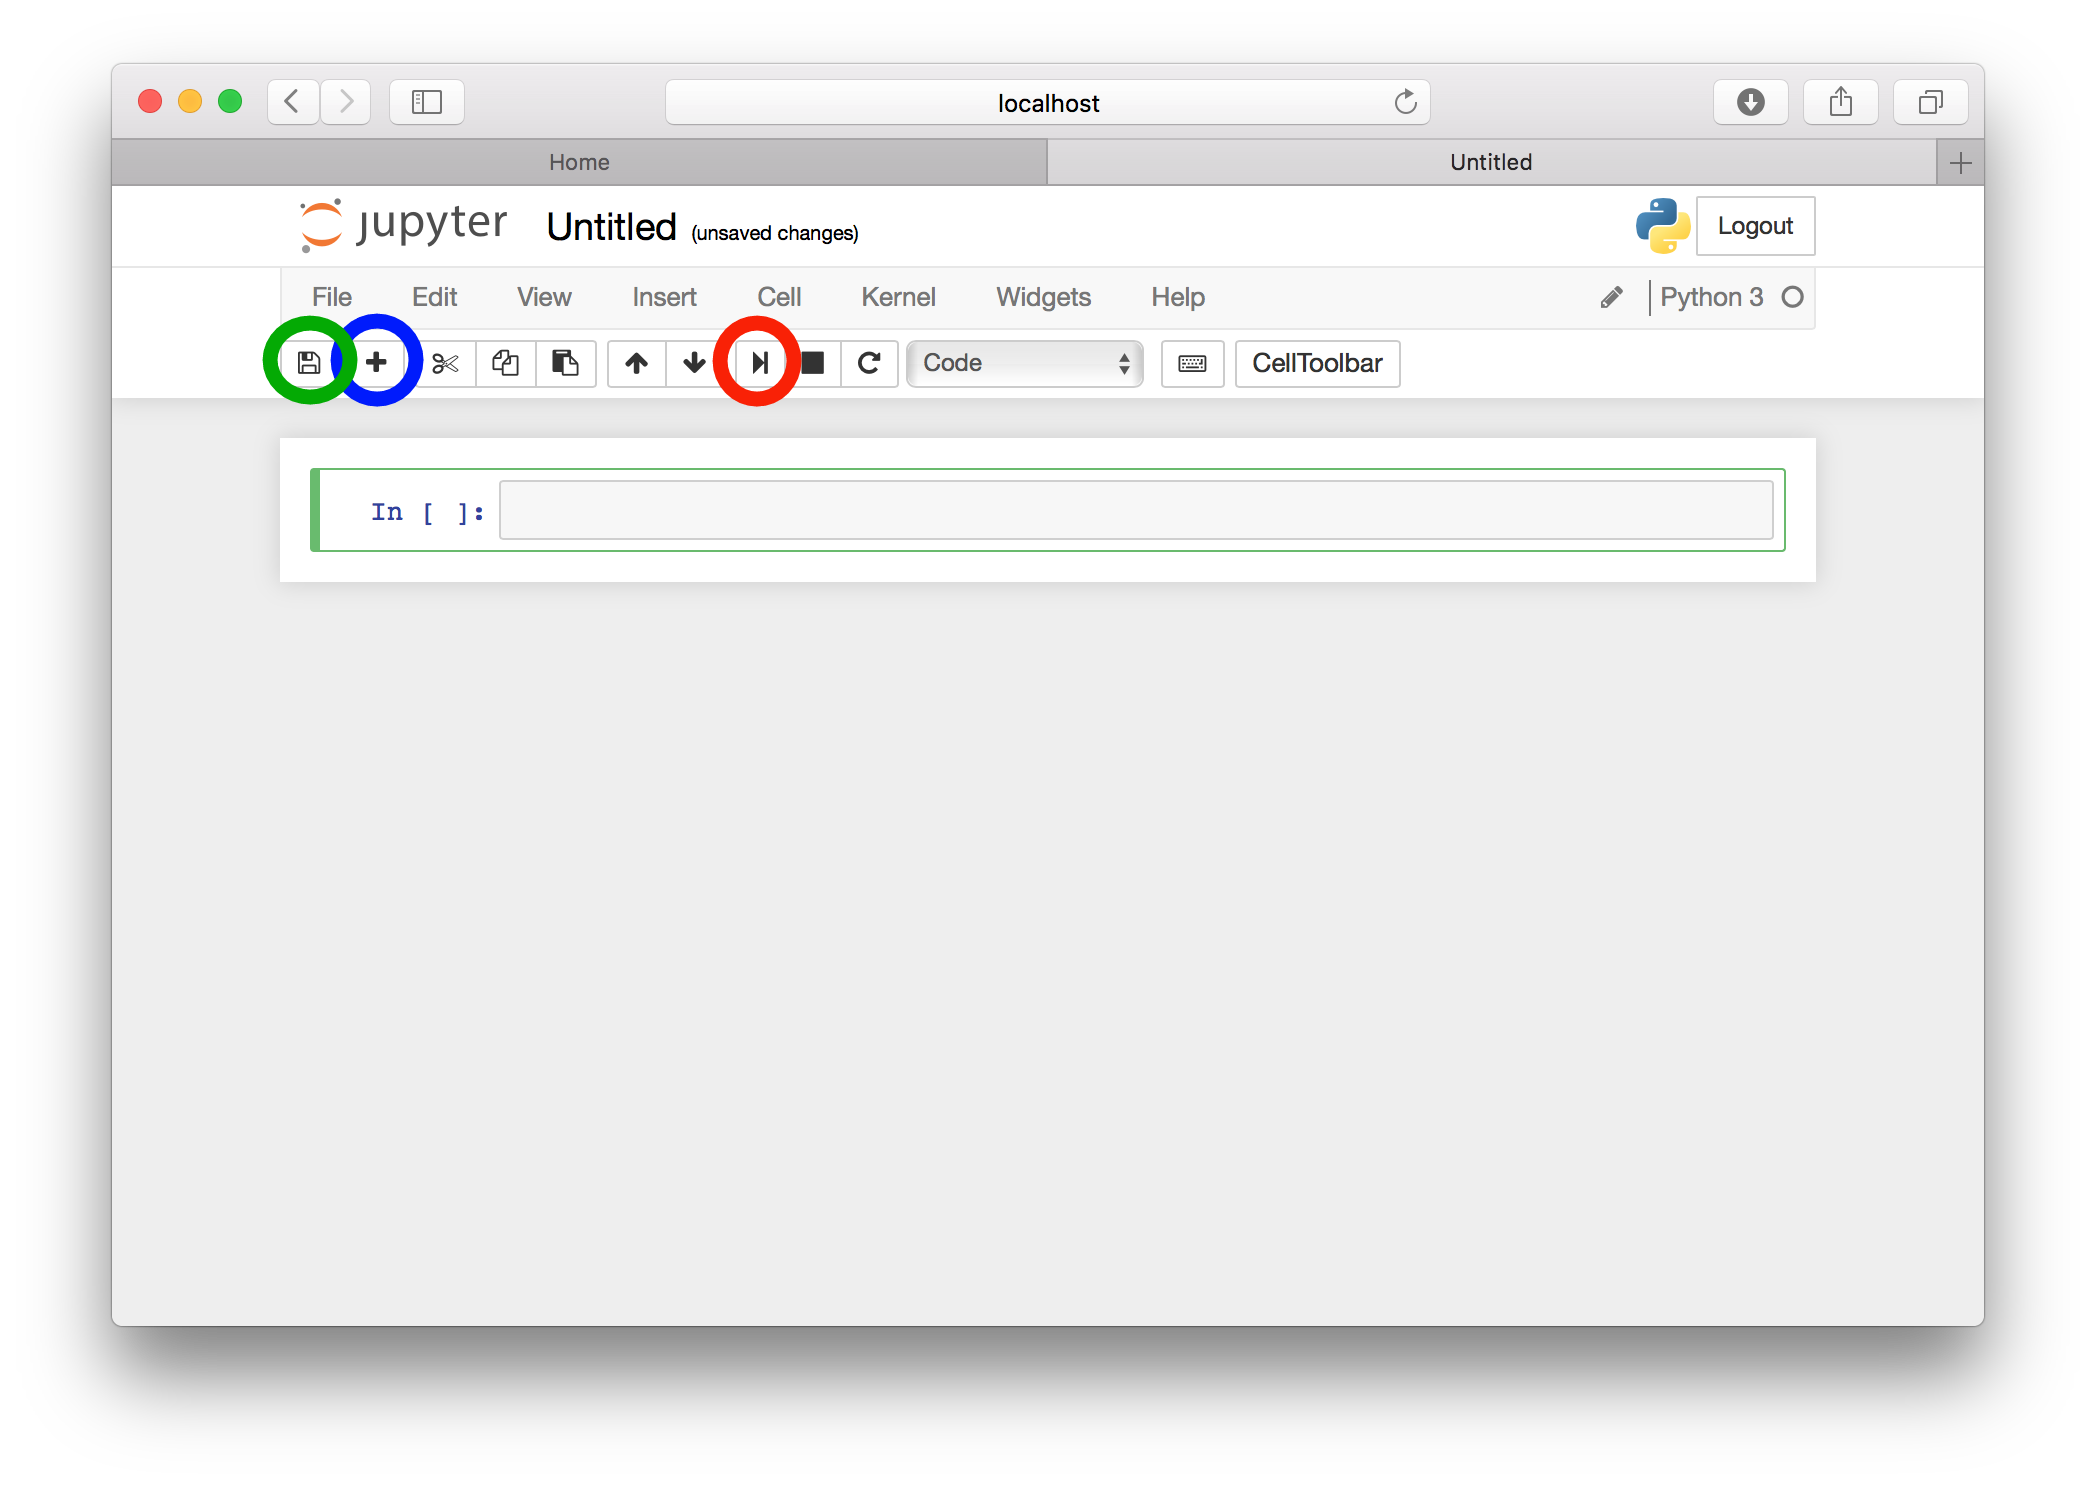 localhost
Home
Untitled
jupyter Untitled (unsaved changes)
Logout
File Edit View Insert Cell Kernel Widgets Help
Python 3
Code
CellToolbar
In [ ]: